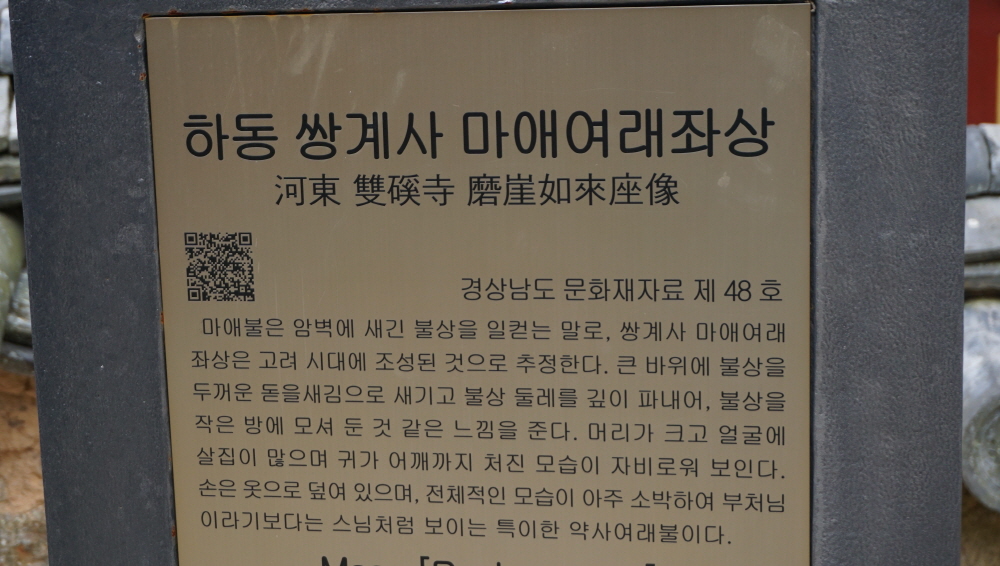 하동 쌍계사 마애여래좌상
河東 雙磎寺 磨崖如來座像
경상남도 문화재자료 제 48 호
마애불은 암벽에 새긴 불상을 일컫는 말로, 쌍계사 마애여래
좌상은 고려 시대에 조성된 것으로 추정한다. 큰 바위에 불상을
두꺼운 돋을새김으로 새기고 불상 둘레를 깊이 파내어, 불상을
작은 방에 모셔 둔 것 같은 느낌을 준다. 머리가 크고 얼굴에
살집이 많으며 귀가 어깨까지 처진 모습이 자비로워 보인다.
손은 옷으로 덮여 있으며, 전체적인 모습이 아주 소박하여 부처님
이라기보다는 스님처럼 보이는 특이한 약사여래불이다.